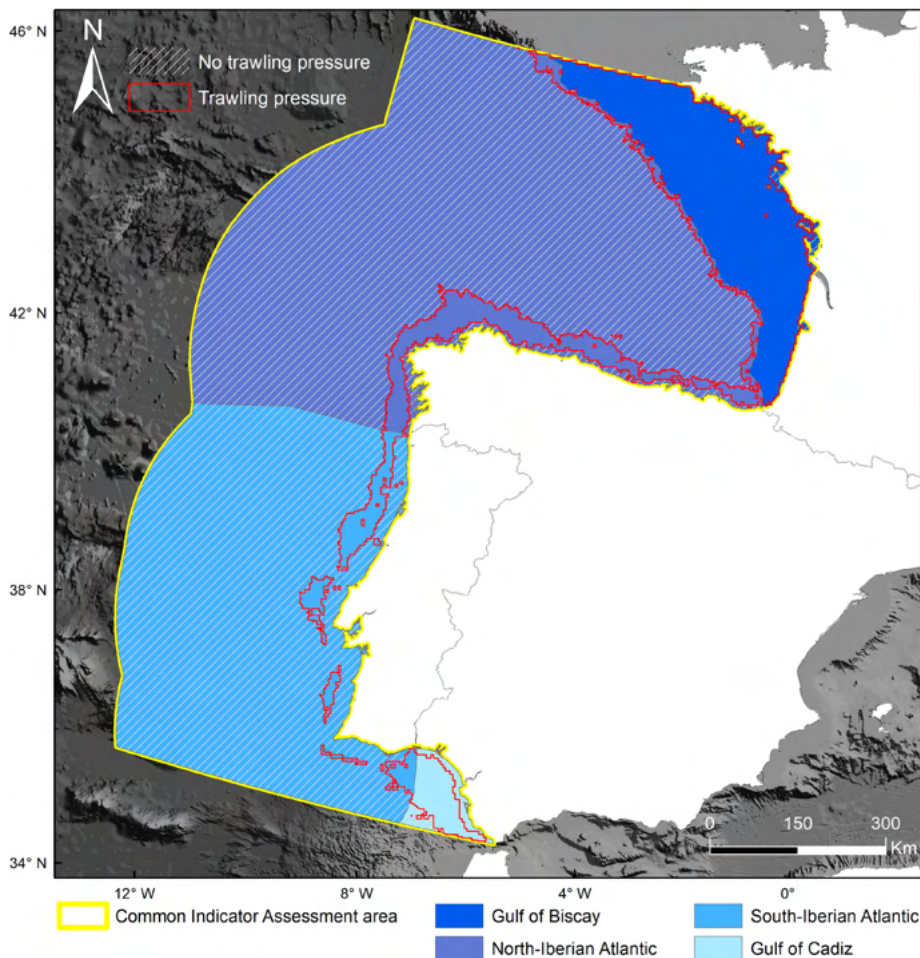 46° N
N
No trawling pressure
Trawling pressure
42° N
38° N
34° N
0 150 300
Km
12° W 8° W 4° W 0°
Common Indicator Assessment area
Gulf of Biscay
South-Iberian Atlantic
North-Iberian Atlantic
Gulf of Cadiz